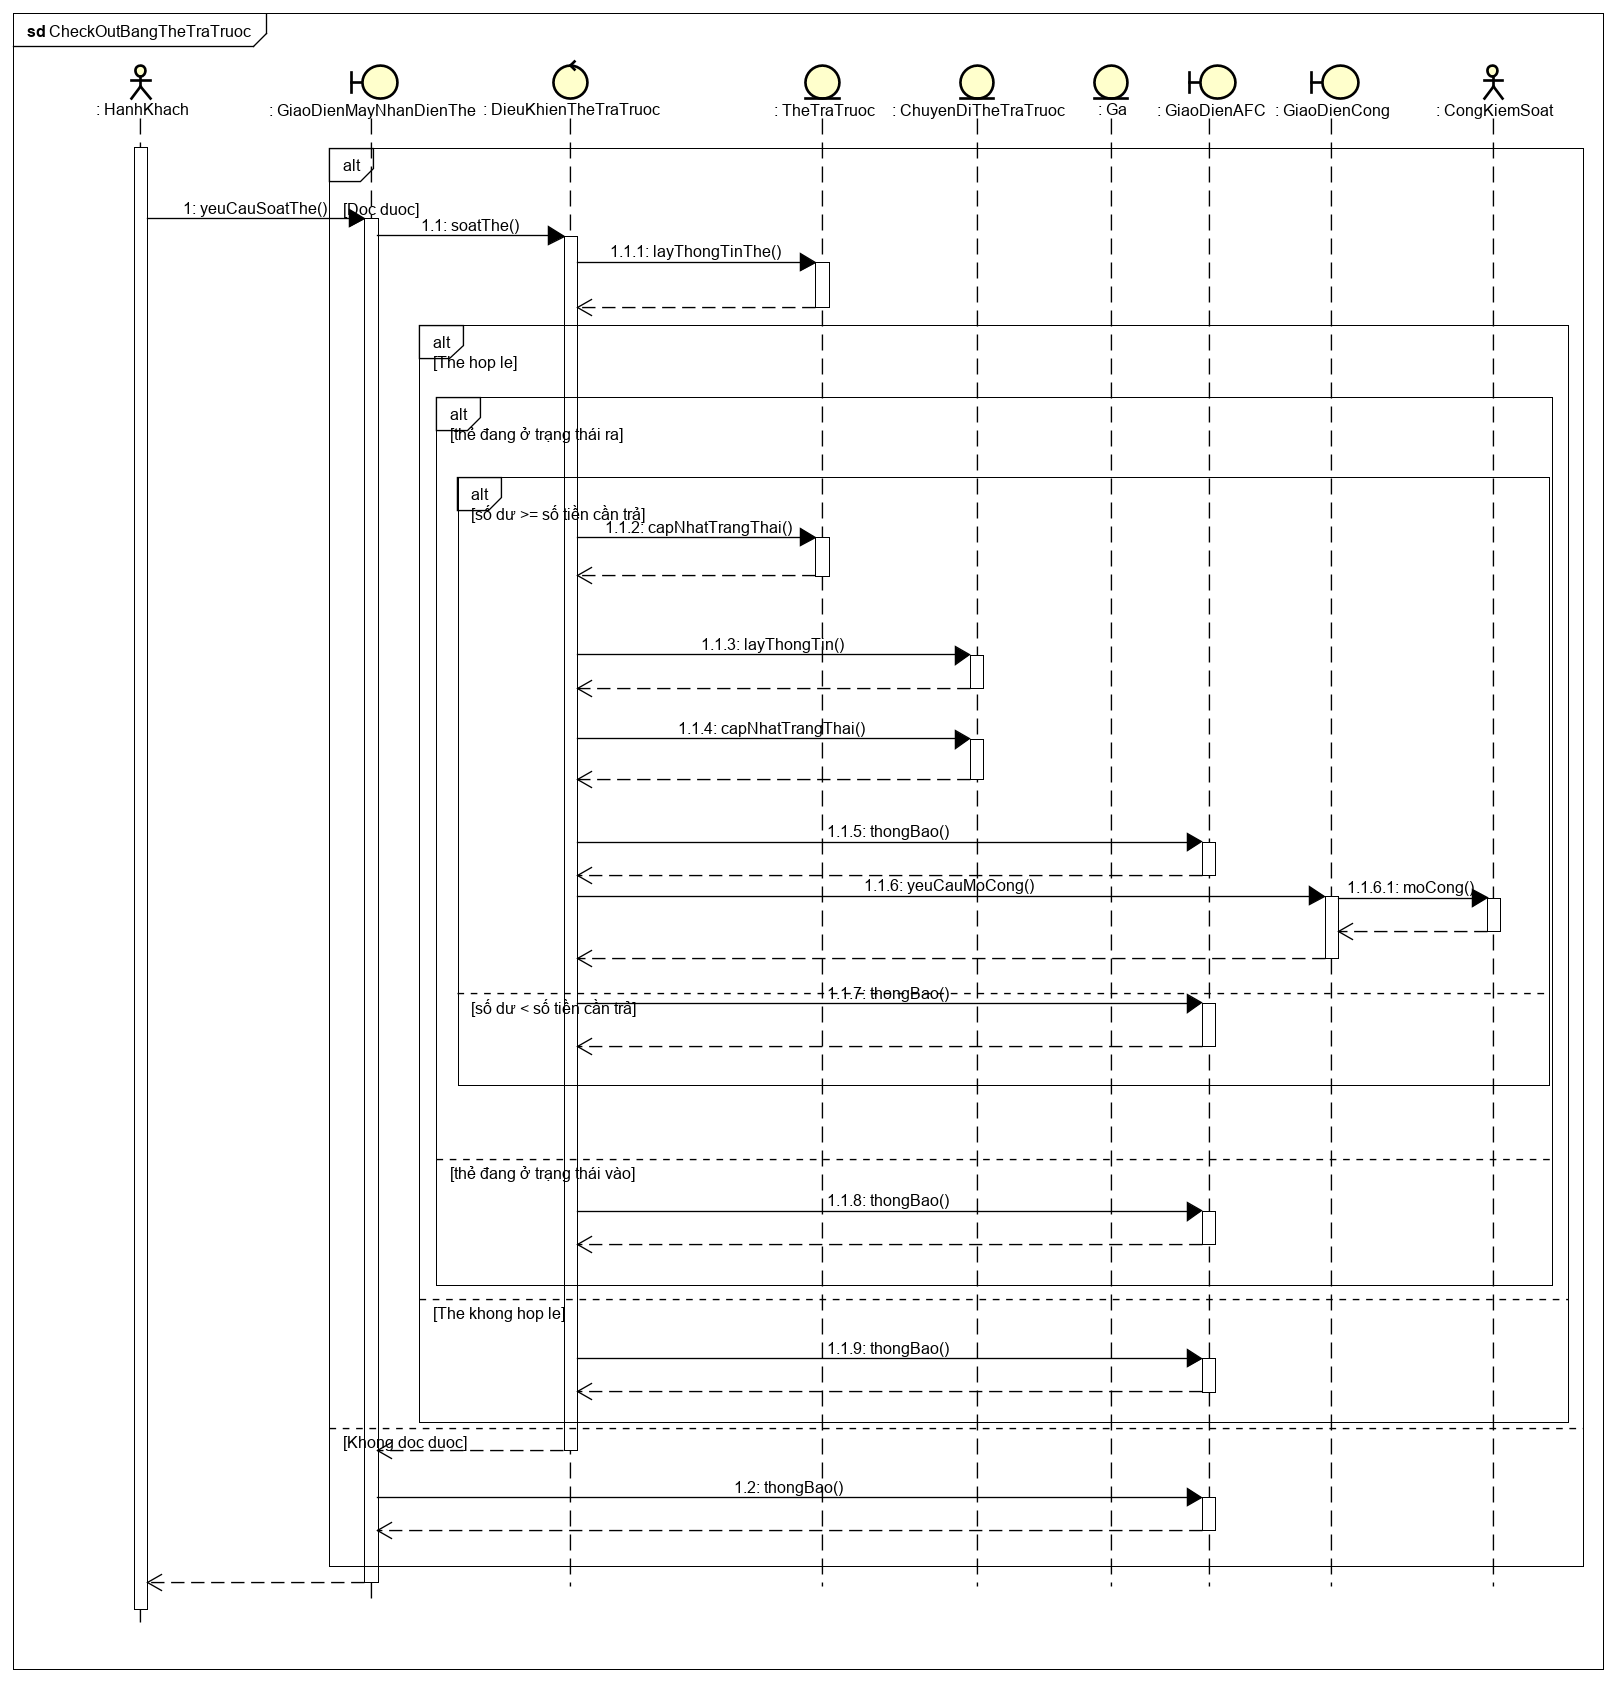 sd CheckOutBangTheTraTruoc
: HanhKhach
: GiaoDienMayNhanDienThe
: DieuKhienTheTraTruoc
: TheTraTruoc
: ChuyenDiTheTraTruoc
: Ga
: GiaoDienAFC
: GiaoDienCong
: CongKiemSoat
alt
1: yeuCauSoatThe()
[Doc duoc]
1.1: soatThe()
1.1.1: layThongTinThe()
alt
[The hop le]
alt
[thẻ đang ở trạng thái ra]
alt
[số dư >= số tiền cần trả]
1.1.2: capNhatTrangThai()
1.1.3: layThongTin()
1.1.4: capNhatTrangThai()
1.1.5: thongBao()
1.1.6: yeuCauMoCong()
1.1.6.1: moCong()
1.1.7: thongBao()
[số dư < số tiền cần trả]
[thẻ đang ở trạng thái vào]
1.1.8: thongBao()
[The khong hop le]
1.1.9: thongBao()
[Khong doc duoc]
1.2: thongBao()